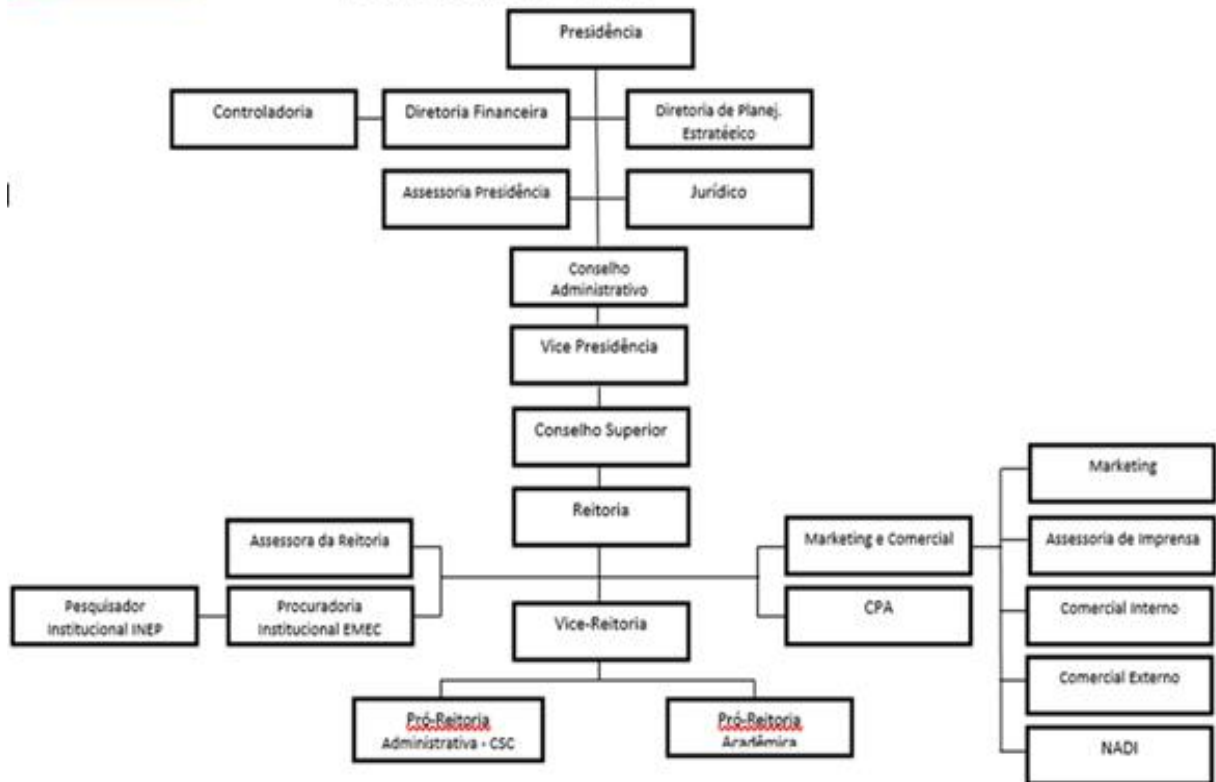 Presidência
Controladoria
Diretoria Financeira
Diretoria de Planej.
Estratéeico
Assessoria Presidência
Jurídico
Conselho
Administrativo
Vice Presidência
Conselho Superior
Reitoria
Assessora da Reitoria
Pesquisador
Institucional INEP
Procuradoria
Institucional EMEC
Marketing e Comercial
CPA
Marketing
Assessoria de Imprensa
Comercial Interno
Comercial Externo
NADI
Vice-Reitoria
Pró-Reitoria
Administrativa - CSC
Pró-Reitoria
Acadêmica